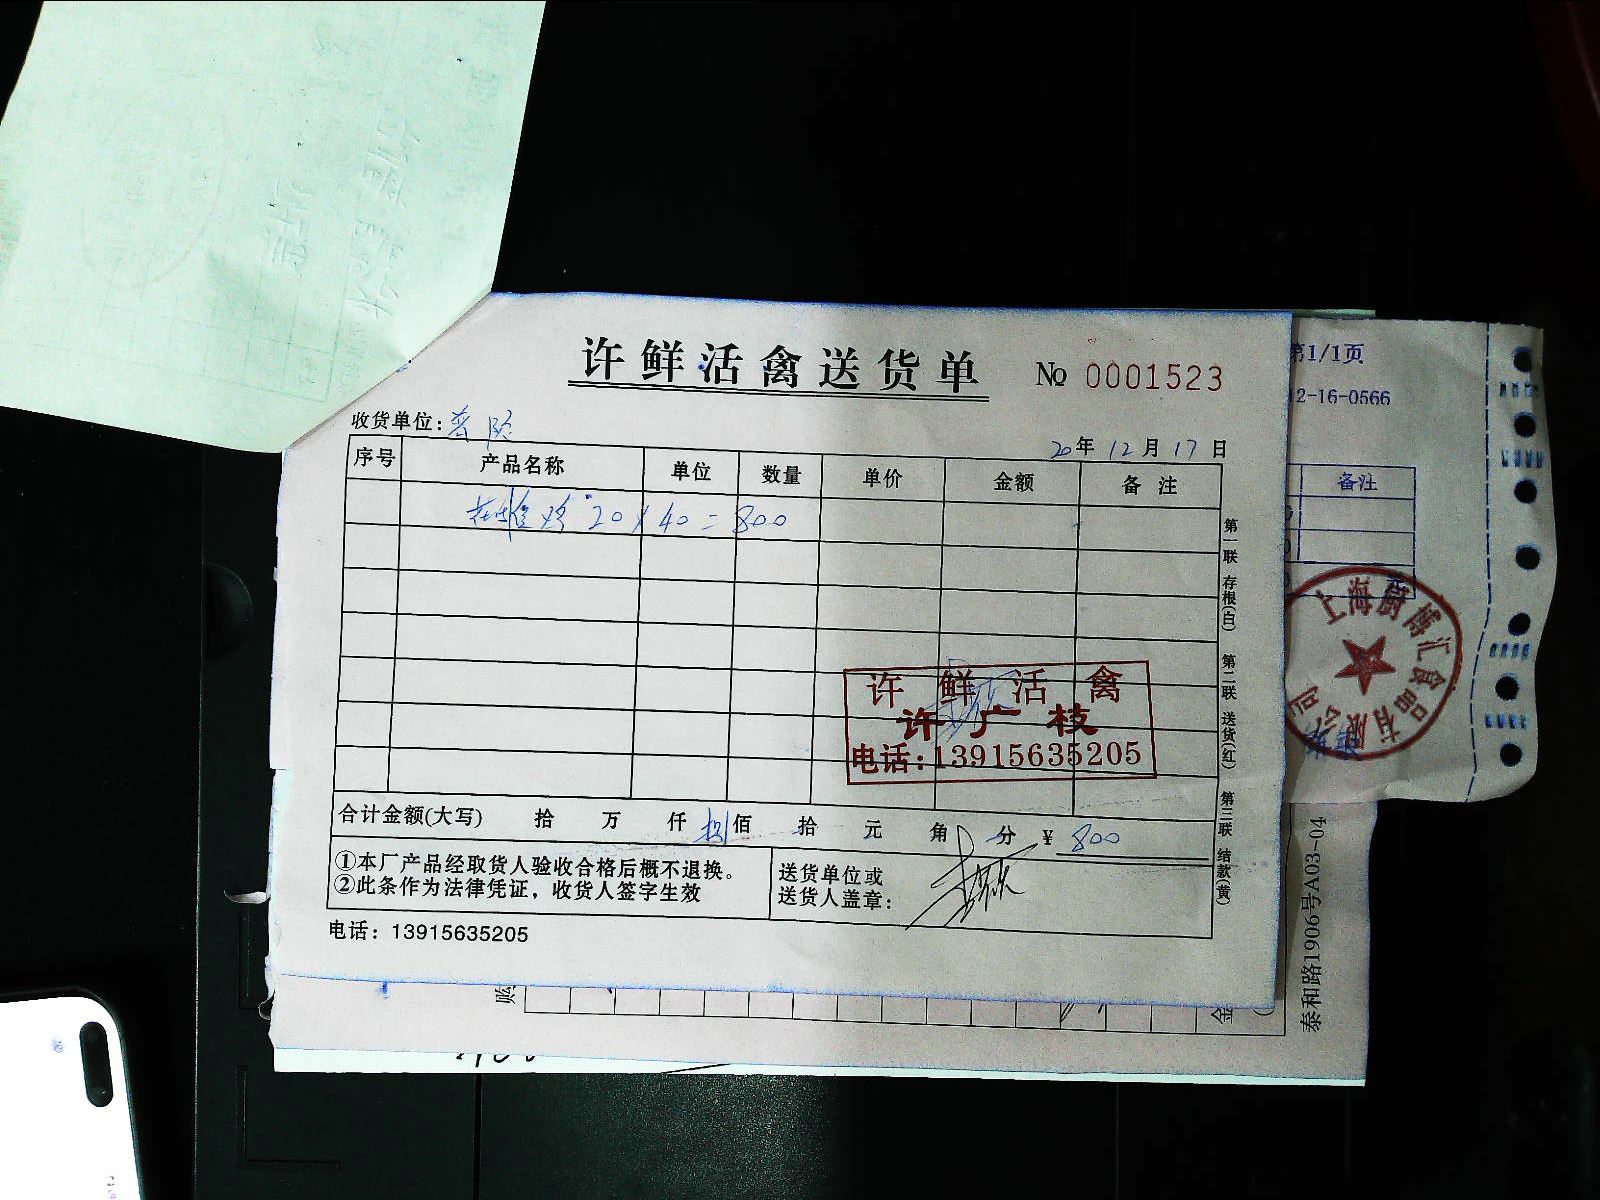 许鲜活禽送货单 № 0001523
收货单位:
20年12月17日
序号 产品名称 单位 数量 单价 金额 备注
20 × 40 = 800
第一联 存根(白) 第二联 送货(红) 第三联 结款(黄)
许鲜活禽
许广枝
电话:13915635205
合计金额(大写) 拾 万 仟 捌佰 拾 元 角 分 ¥ 800
①本厂产品经取货人验收合格后概不退换。
②此条作为法律凭证，收货人签字生效
送货单位或
送货人盖章:
电话：13915635205
第1/1页
12-16-0566
备注
上海厨博汇食品有限公司
泰和路1906号A03-04
购
金